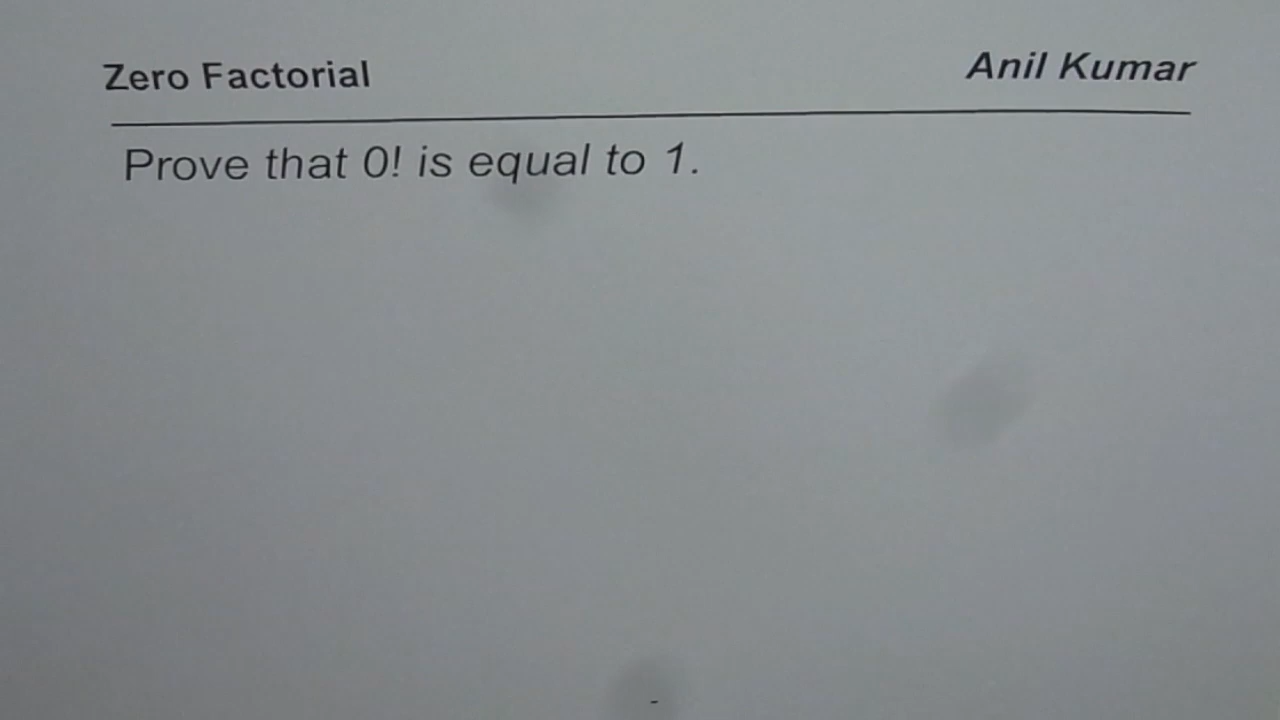 Zero Factorial Anil Kumar
Prove that 0! is equal to 1.